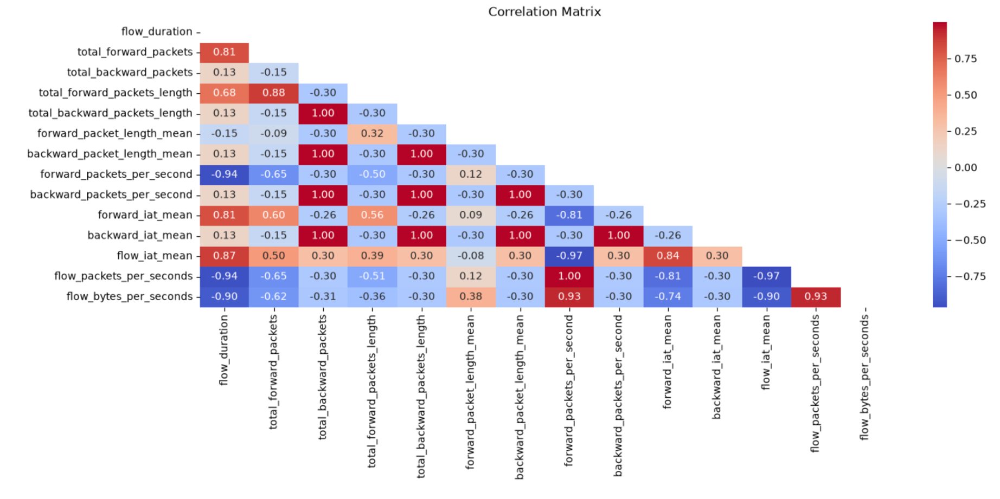 Correlation Matrix
flow_duration
total_forward_packets 0.81
total_backward_packets 0.13 -0.15
total_forward_packets_length 0.68 0.88 -0.30
total_backward_packets_length 0.13 -0.15 1.00 -0.30
forward_packet_length_mean -0.15 -0.09 -0.30 0.32 -0.30
backward_packet_length_mean 0.13 -0.15 1.00 -0.30 1.00 -0.30
forward_packets_per_second -0.94 -0.65 -0.30 -0.50 -0.30 0.12 -0.30
backward_packets_per_second 0.13 -0.15 1.00 -0.30 1.00 -0.30 1.00 -0.30
forward_iat_mean 0.81 0.60 -0.26 0.56 -0.26 0.09 -0.26 -0.81 -0.26
backward_iat_mean 0.13 -0.15 1.00 -0.30 1.00 -0.30 1.00 -0.30 1.00 -0.26
flow_iat_mean 0.87 0.50 0.30 0.39 0.30 -0.08 0.30 -0.97 0.30 0.84 0.30
flow_packets_per_seconds -0.94 -0.65 -0.30 -0.51 -0.30 0.12 -0.30 1.00 -0.30 -0.81 -0.30 -0.97
flow_bytes_per_seconds -0.90 -0.62 -0.31 -0.36 -0.30 0.38 -0.30 0.93 -0.30 -0.74 -0.30 -0.90 0.93
flow_duration
total_forward_packets
total_backward_packets
total_forward_packets_length
total_backward_packets_length
forward_packet_length_mean
backward_packet_length_mean
forward_packets_per_second
backward_packets_per_second
forward_iat_mean
backward_iat_mean
flow_iat_mean
flow_packets_per_seconds
flow_bytes_per_seconds
0.75
0.50
0.25
0.00
−0.25
−0.50
−0.75